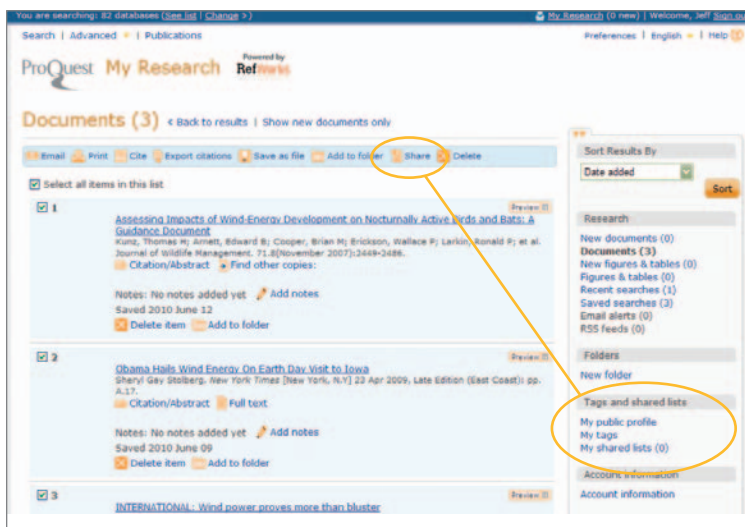 You are searching: 82 databases (See list | Change >)
My Research (0 new) | Welcome, Jeff Sign out
Search | Advanced | Publications
Preferences | English | Help
ProQuest My Research Powered by RefWorks
Documents (3) < Back to results | Show new documents only
Email Print Cite Export citations Save as file Add to folder Share Delete
Select all items in this list
1 Preview
Assessing Impacts of Wind-Energy Development on Nocturnally Active Birds and Bats: A
Guidance Document
Kunz, Thomas H; Arnett, Edward B; Cooper, Brian M; Erickson, Wallace P; Larkin, Ronald P; et al.
Journal of Wildlife Management. 71.8(November 2007):2449-2486.
Citation/Abstract Find other copies:
Notes: No notes added yet Add notes
Saved 2010 June 12
Delete item Add to folder
2 Preview
Obama Hails Wind Energy On Earth Day Visit to Iowa
Sheryl Gay Stolberg. New York Times [New York, N.Y] 23 Apr 2009, Late Edition (East Coast): pp.
A.17.
Citation/Abstract Full text
Notes: No notes added yet Add notes
Saved 2010 June 09
Delete item Add to folder
3 Preview
INTERNATIONAL: Wind power proves more than bluster
Sort Results By
Date added
Sort
Research
New documents (0)
Documents (3)
New figures & tables (0)
Figures & tables (0)
Recent searches (1)
Saved searches (3)
Email alerts (0)
RSS feeds (0)
Folders
New folder
Tags and shared lists
My public profile
My tags
My shared lists (0)
Account information
Account information